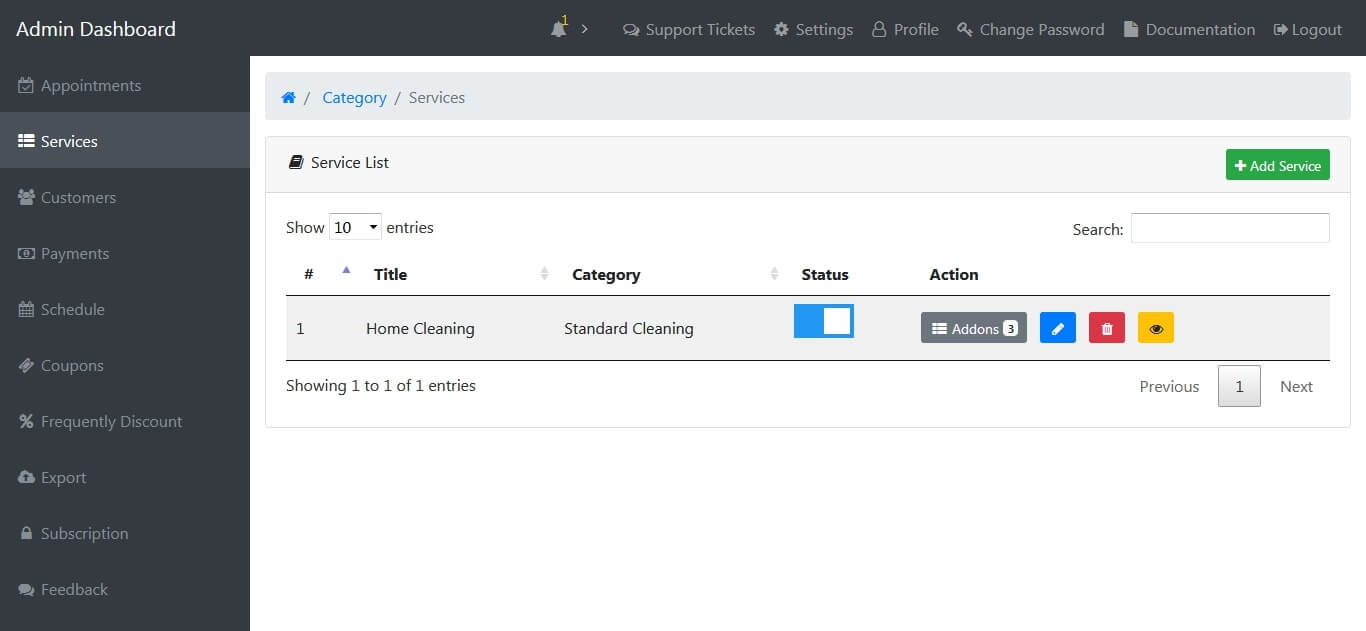 Admin Dashboard
1
Support Tickets
Settings
Profile
Change Password
Documentation
Logout
Appointments
Services
Customers
Payments
Schedule
Coupons
Frequently Discount
Export
Subscription
Feedback
/ Category / Services
Service List
Add Service
Show 10 entries
Search:
# Title Category Status Action
1 Home Cleaning Standard Cleaning Addons 3
Showing 1 to 1 of 1 entries
Previous 1 Next